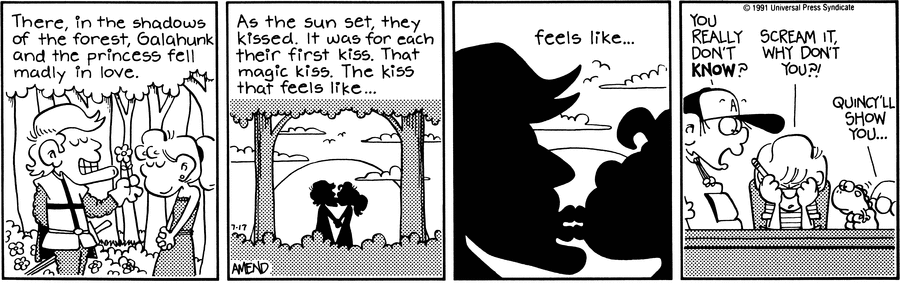 There, in the shadows
of the forest, Galahunk
and the princess fell
madly in love.
As the sun set, they
kissed. It was for each
their first kiss. That
magic kiss. The kiss
that feels like...
7-17
AMEND
feels like...
© 1991 Universal Press Syndicate
YOU
REALLY
DON'T
KNOW?
SCREAM IT,
WHY DON'T
YOU?!
QUINCY'LL
SHOW
YOU...
A